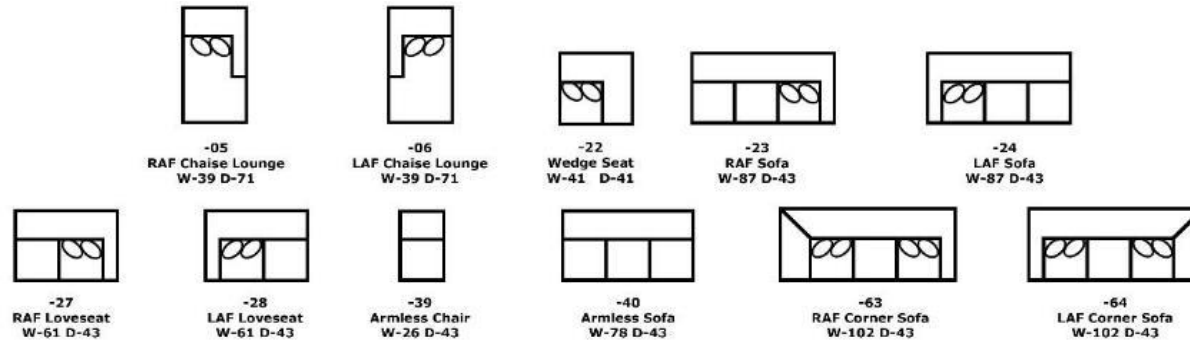 -05
RAF Chaise Lounge
W-39 D-71
-06
LAF Chaise Lounge
W-39 D-71
-22
Wedge Seat
W-41 D-41
-23
RAF Sofa
W-87 D-43
-24
LAF Sofa
W-87 D-43
-27
RAF Loveseat
W-61 D-43
-28
LAF Loveseat
W-61 D-43
-39
Armless Chair
W-26 D-43
-40
Armless Sofa
W-78 D-43
-63
RAF Corner Sofa
W-102 D-43
-64
LAF Corner Sofa
W-102 D-43